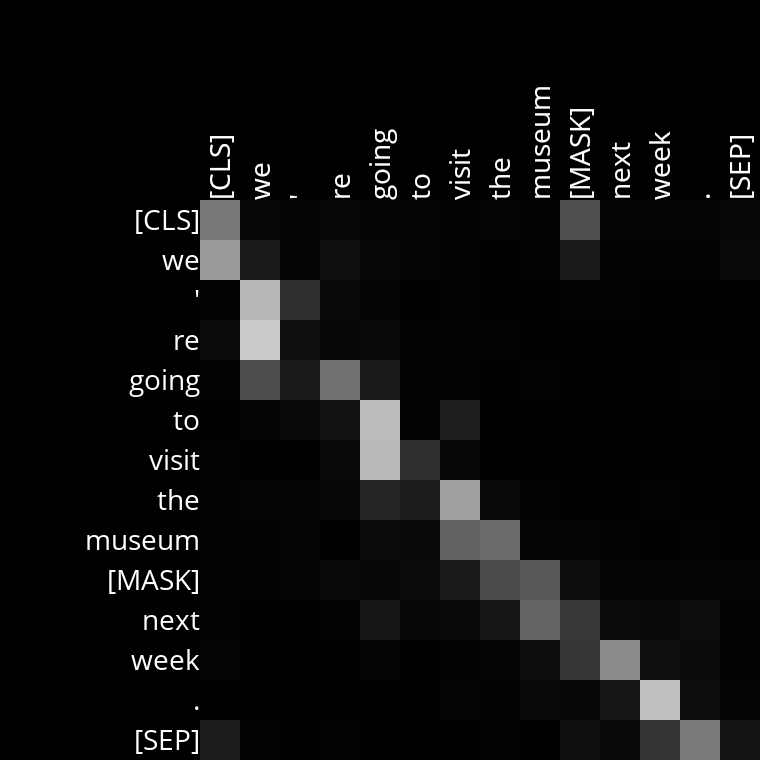 [CLS] we ' re going to visit the museum [MASK] next week . [SEP]
[CLS]
we
'
re
going
to
visit
the
museum
[MASK]
next
week
.
[SEP]